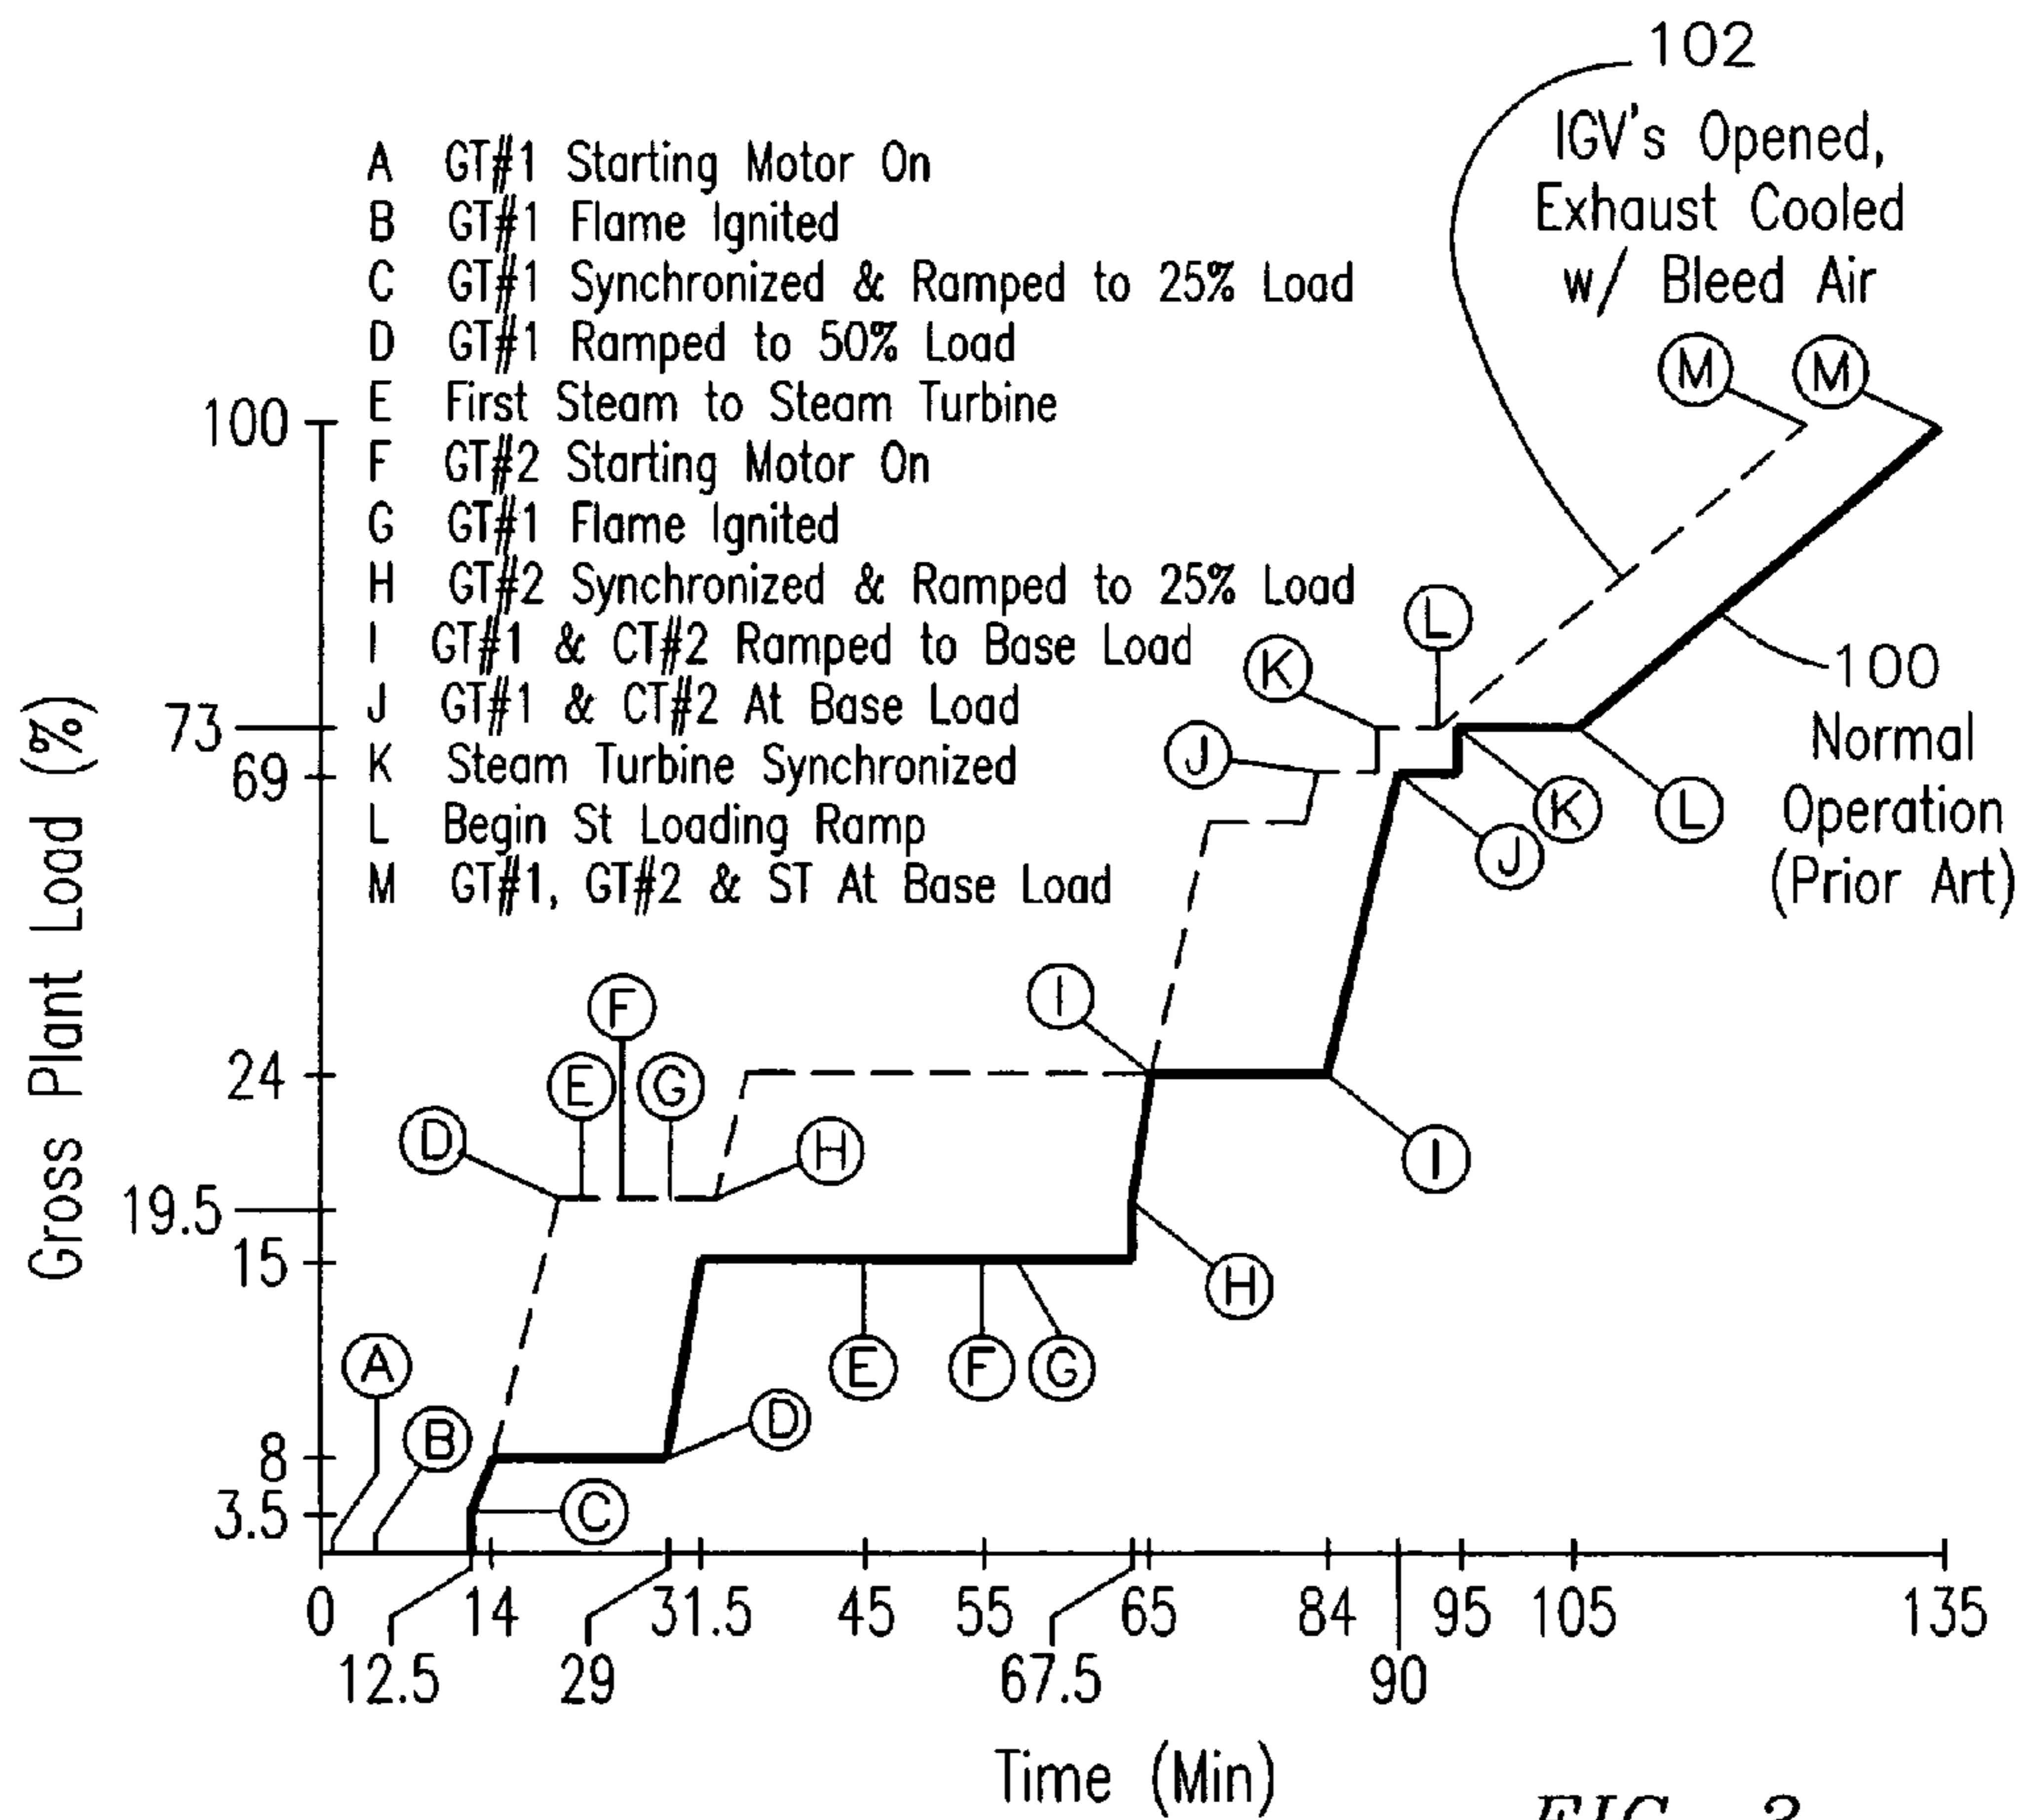 102
IGV's Opened,
Exhaust Cooled
w/ Bleed Air
A GT#1 Starting Motor On
B GT#1 Flame Ignited
C GT#1 Synchronized & Ramped to 25% Load
D GT#1 Ramped to 50% Load
E First Steam to Steam Turbine
F GT#2 Starting Motor On
G GT#1 Flame Ignited
H GT#2 Synchronized & Ramped to 25% Load
I GT#1 & CT#2 Ramped to Base Load
J GT#1 & CT#2 At Base Load
K Steam Turbine Synchronized
L Begin St Loading Ramp
M GT#1, GT#2 & ST At Base Load
M M
L
K
J
100
Normal
Operation
(Prior Art)
K L
J
I
F
E G
D H
I
H
E F G
D
A
B
C
Gross Plant Load (%)
100
73
69
24
19.5
15
8
3.5
0 14 31.5 45 55 65 84 95 105 135
12.5 29 67.5 90
Time (Min)